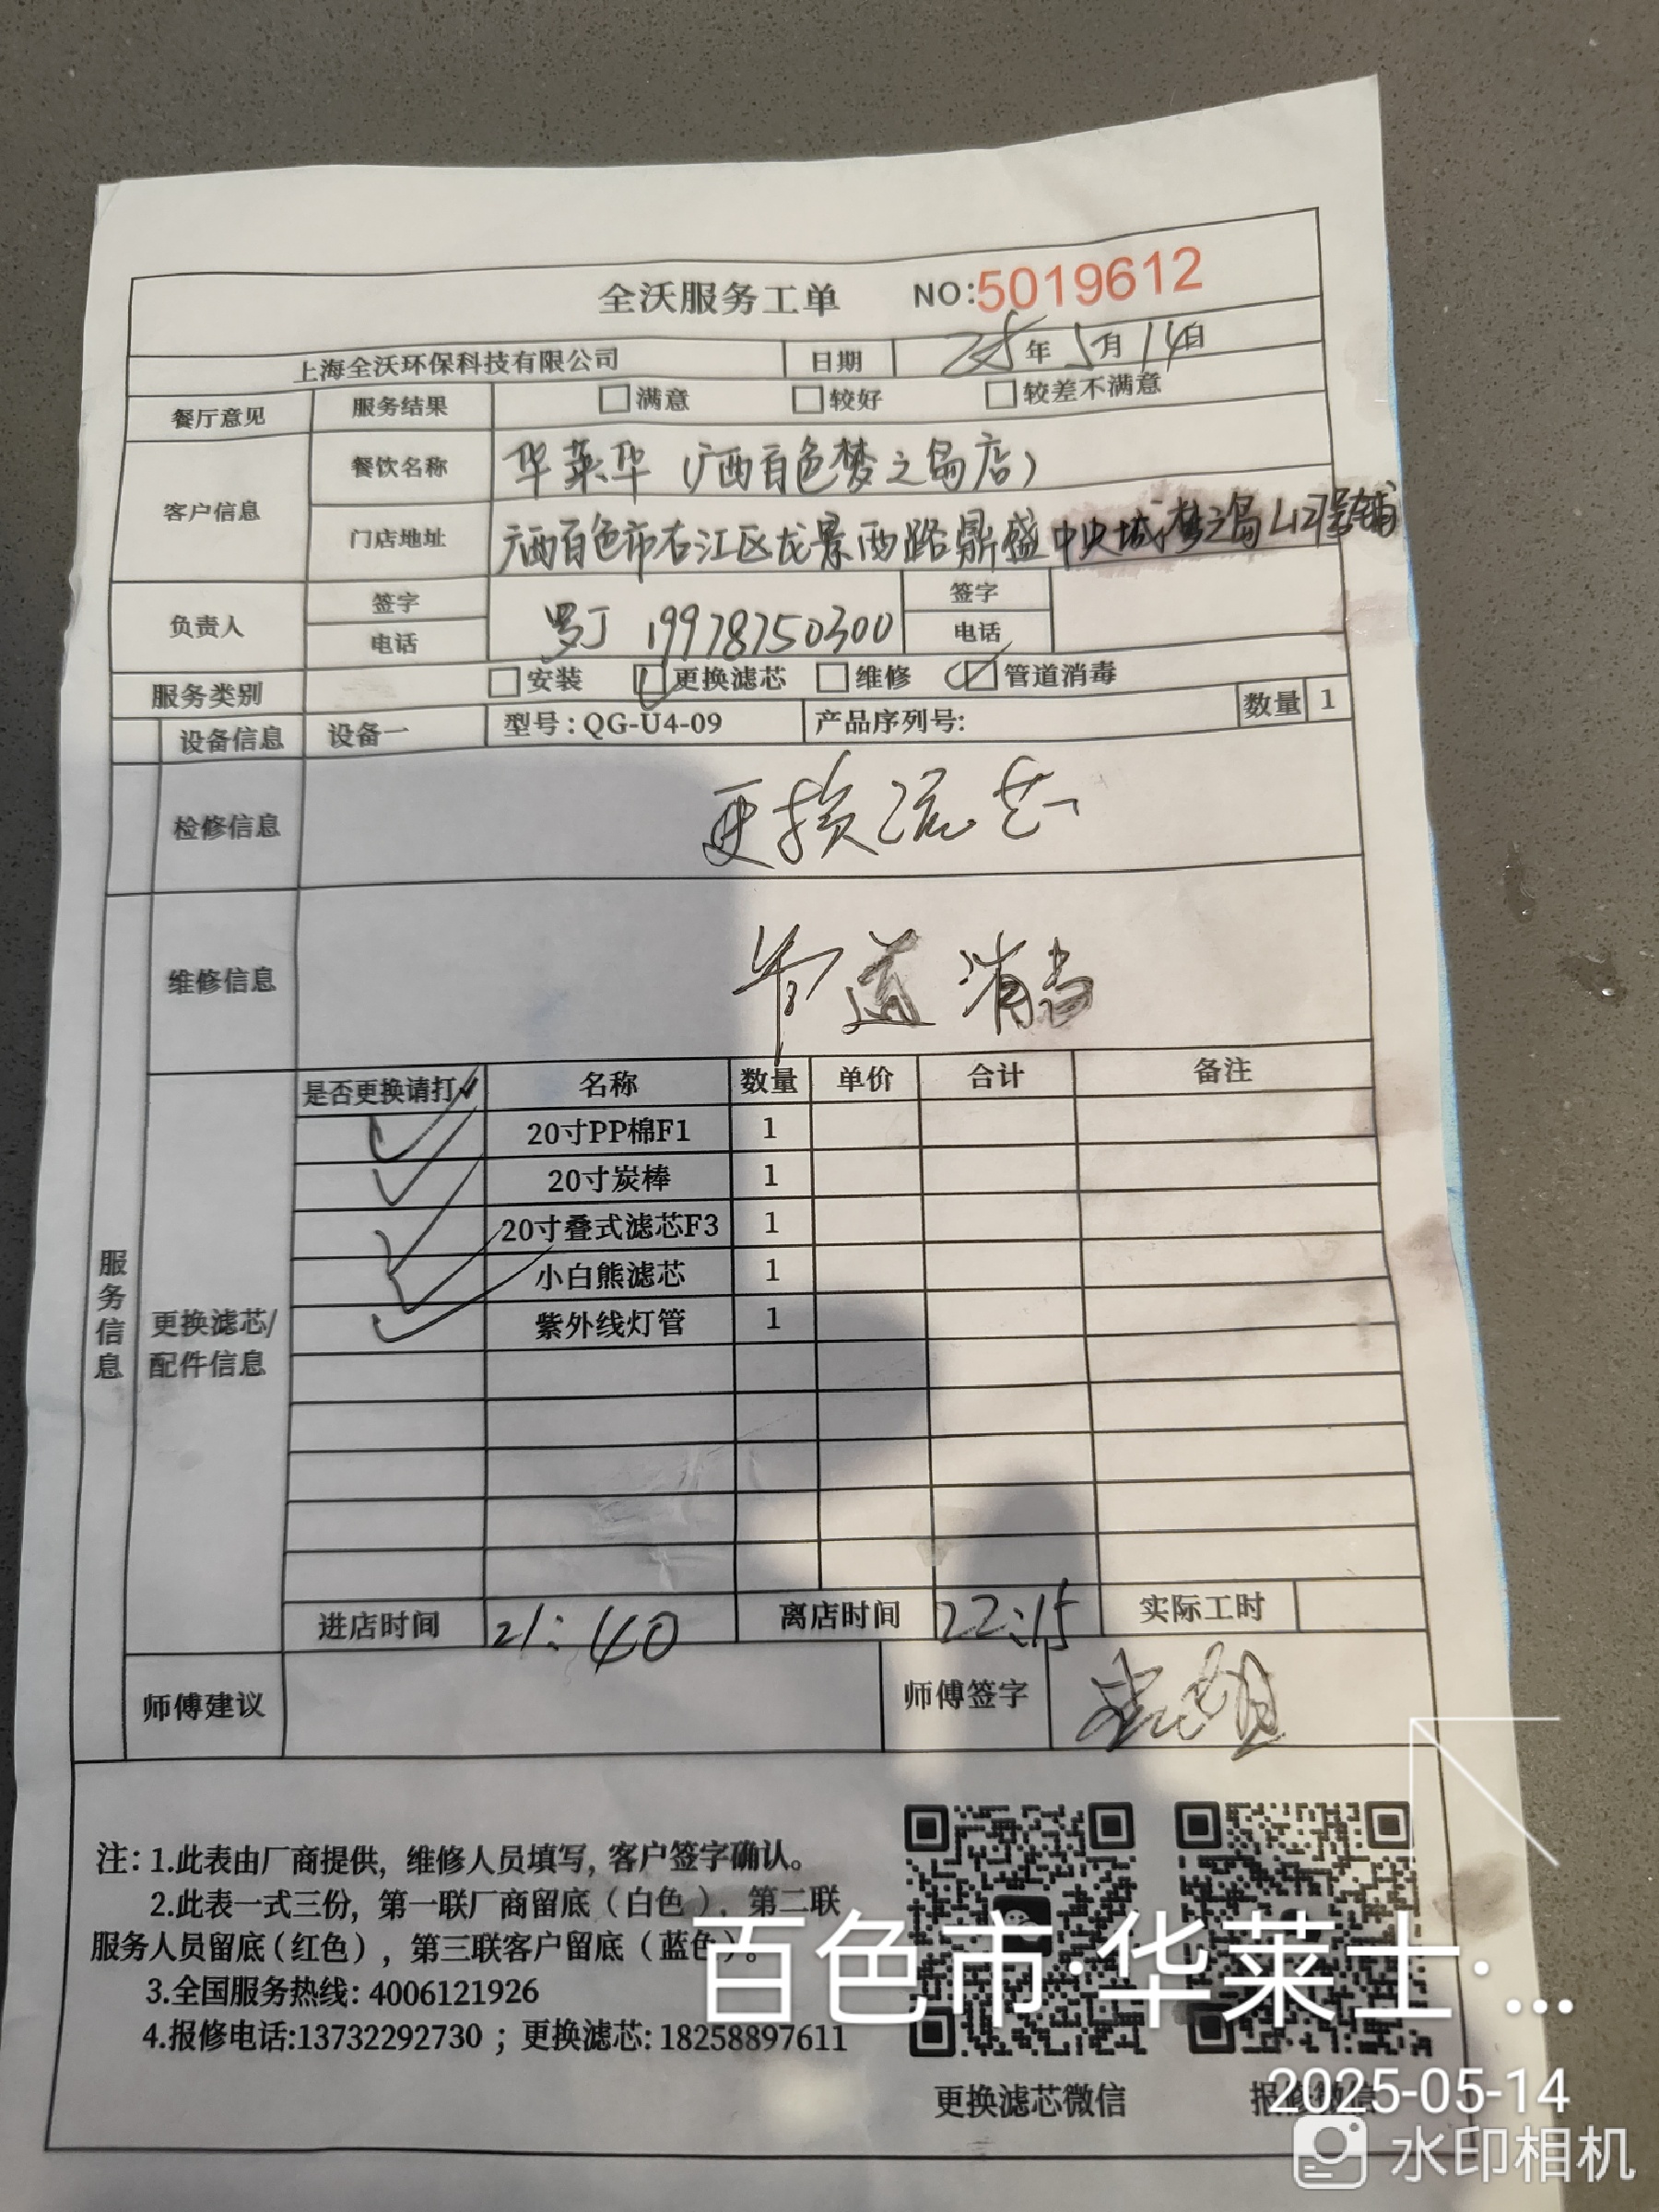 全沃服务工单 NO:5019612
上海全沃环保科技有限公司 日期 25年5月14日
餐厅意见 服务结果 满意 较好 较差不满意
客户信息 餐饮名称 华莱华(广西百色梦之岛店)
门店地址 广西百色市右江区龙景西路鼎盛中央城梦之岛L12号铺
负责人 签字 电话 罗丁 19978750300 签字 电话
服务类别 安装 更换滤芯 维修 管道消毒
设备信息 设备一 型号:QG-U4-09 产品序列号: 数量 1
检修信息 更换滤芯
维修信息 管道消毒
服务信息
更换滤芯/配件信息
是否更换请打✓ 名称 数量 单价 合计 备注
✓ 20寸PP棉F1 1
✓ 20寸炭棒 1
✓ 20寸叠式滤芯F3 1
✓ 小白熊滤芯 1
✓ 紫外线灯管 1
进店时间 21:40 离店时间 22:15 实际工时
师傅建议 师傅签字
注:1.此表由厂商提供,维修人员填写,客户签字确认。
2.此表一式三份,第一联厂商留底(白色),第二联
服务人员留底(红色),第三联客户留底(蓝色)。
3.全国服务热线:4006121926
4.报修电话:13732292730;更换滤芯:18258897611
更换滤芯微信 报修微信
百色市·华莱士·...
2025-05-14
水印相机